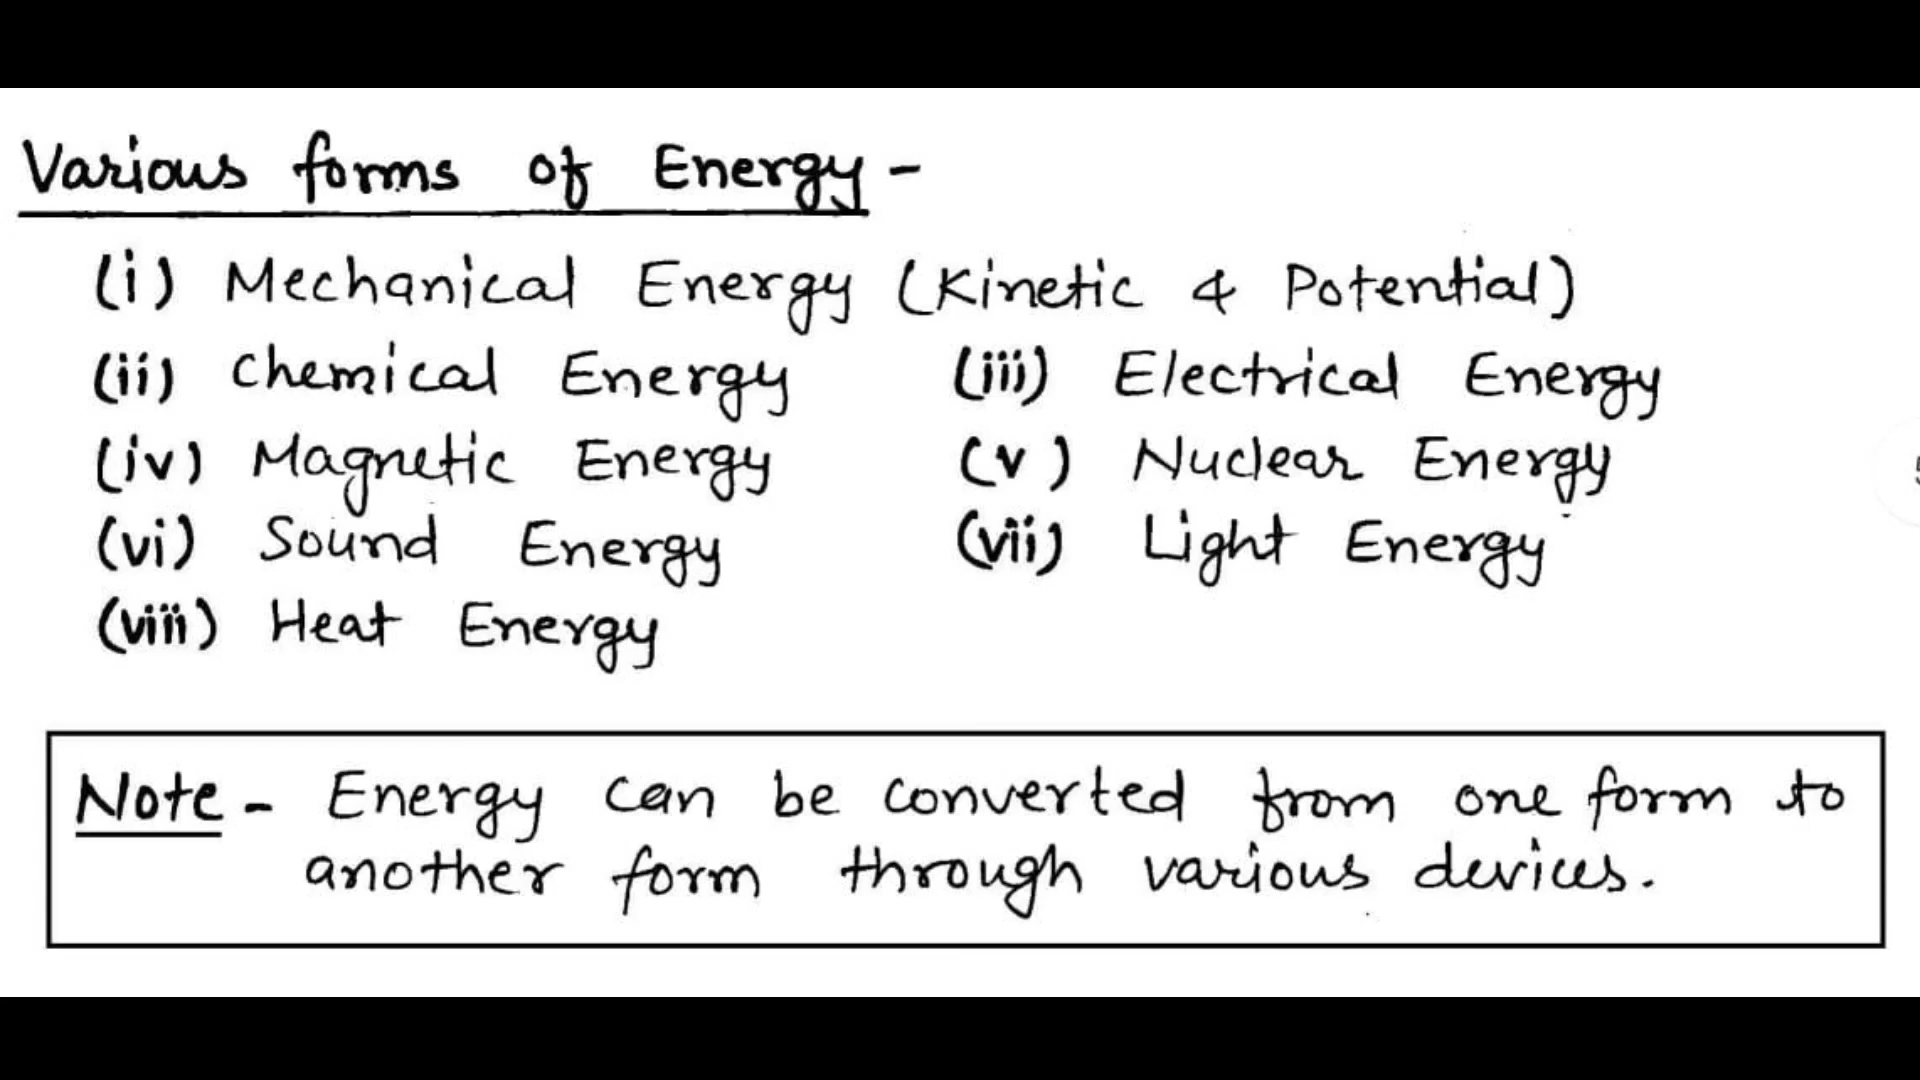 Various forms of Energy -
(i) Mechanical Energy (Kinetic & Potential)
(ii) Chemical Energy (iii) Electrical Energy
(iv) Magnetic Energy (v) Nuclear Energy
(vi) Sound Energy (vii) Light Energy
(viii) Heat Energy
Note - Energy can be converted from one form to
another form through various devices.